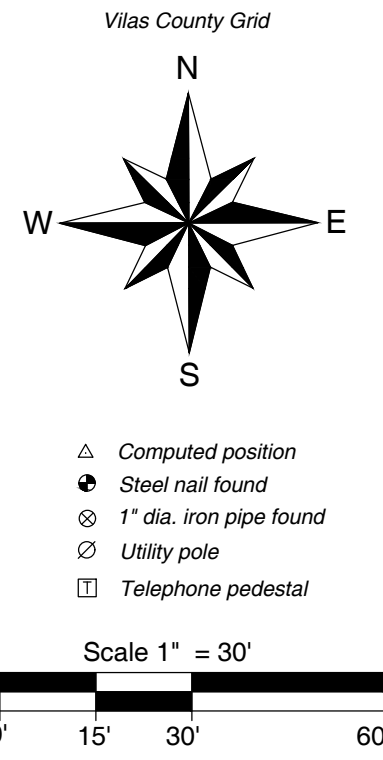 Vilas County Grid
N
W E
S
Computed position
Steel nail found
1" dia. iron pipe found
Utility pole
T Telephone pedestal
Scale 1" = 30'
' 15' 30' 60